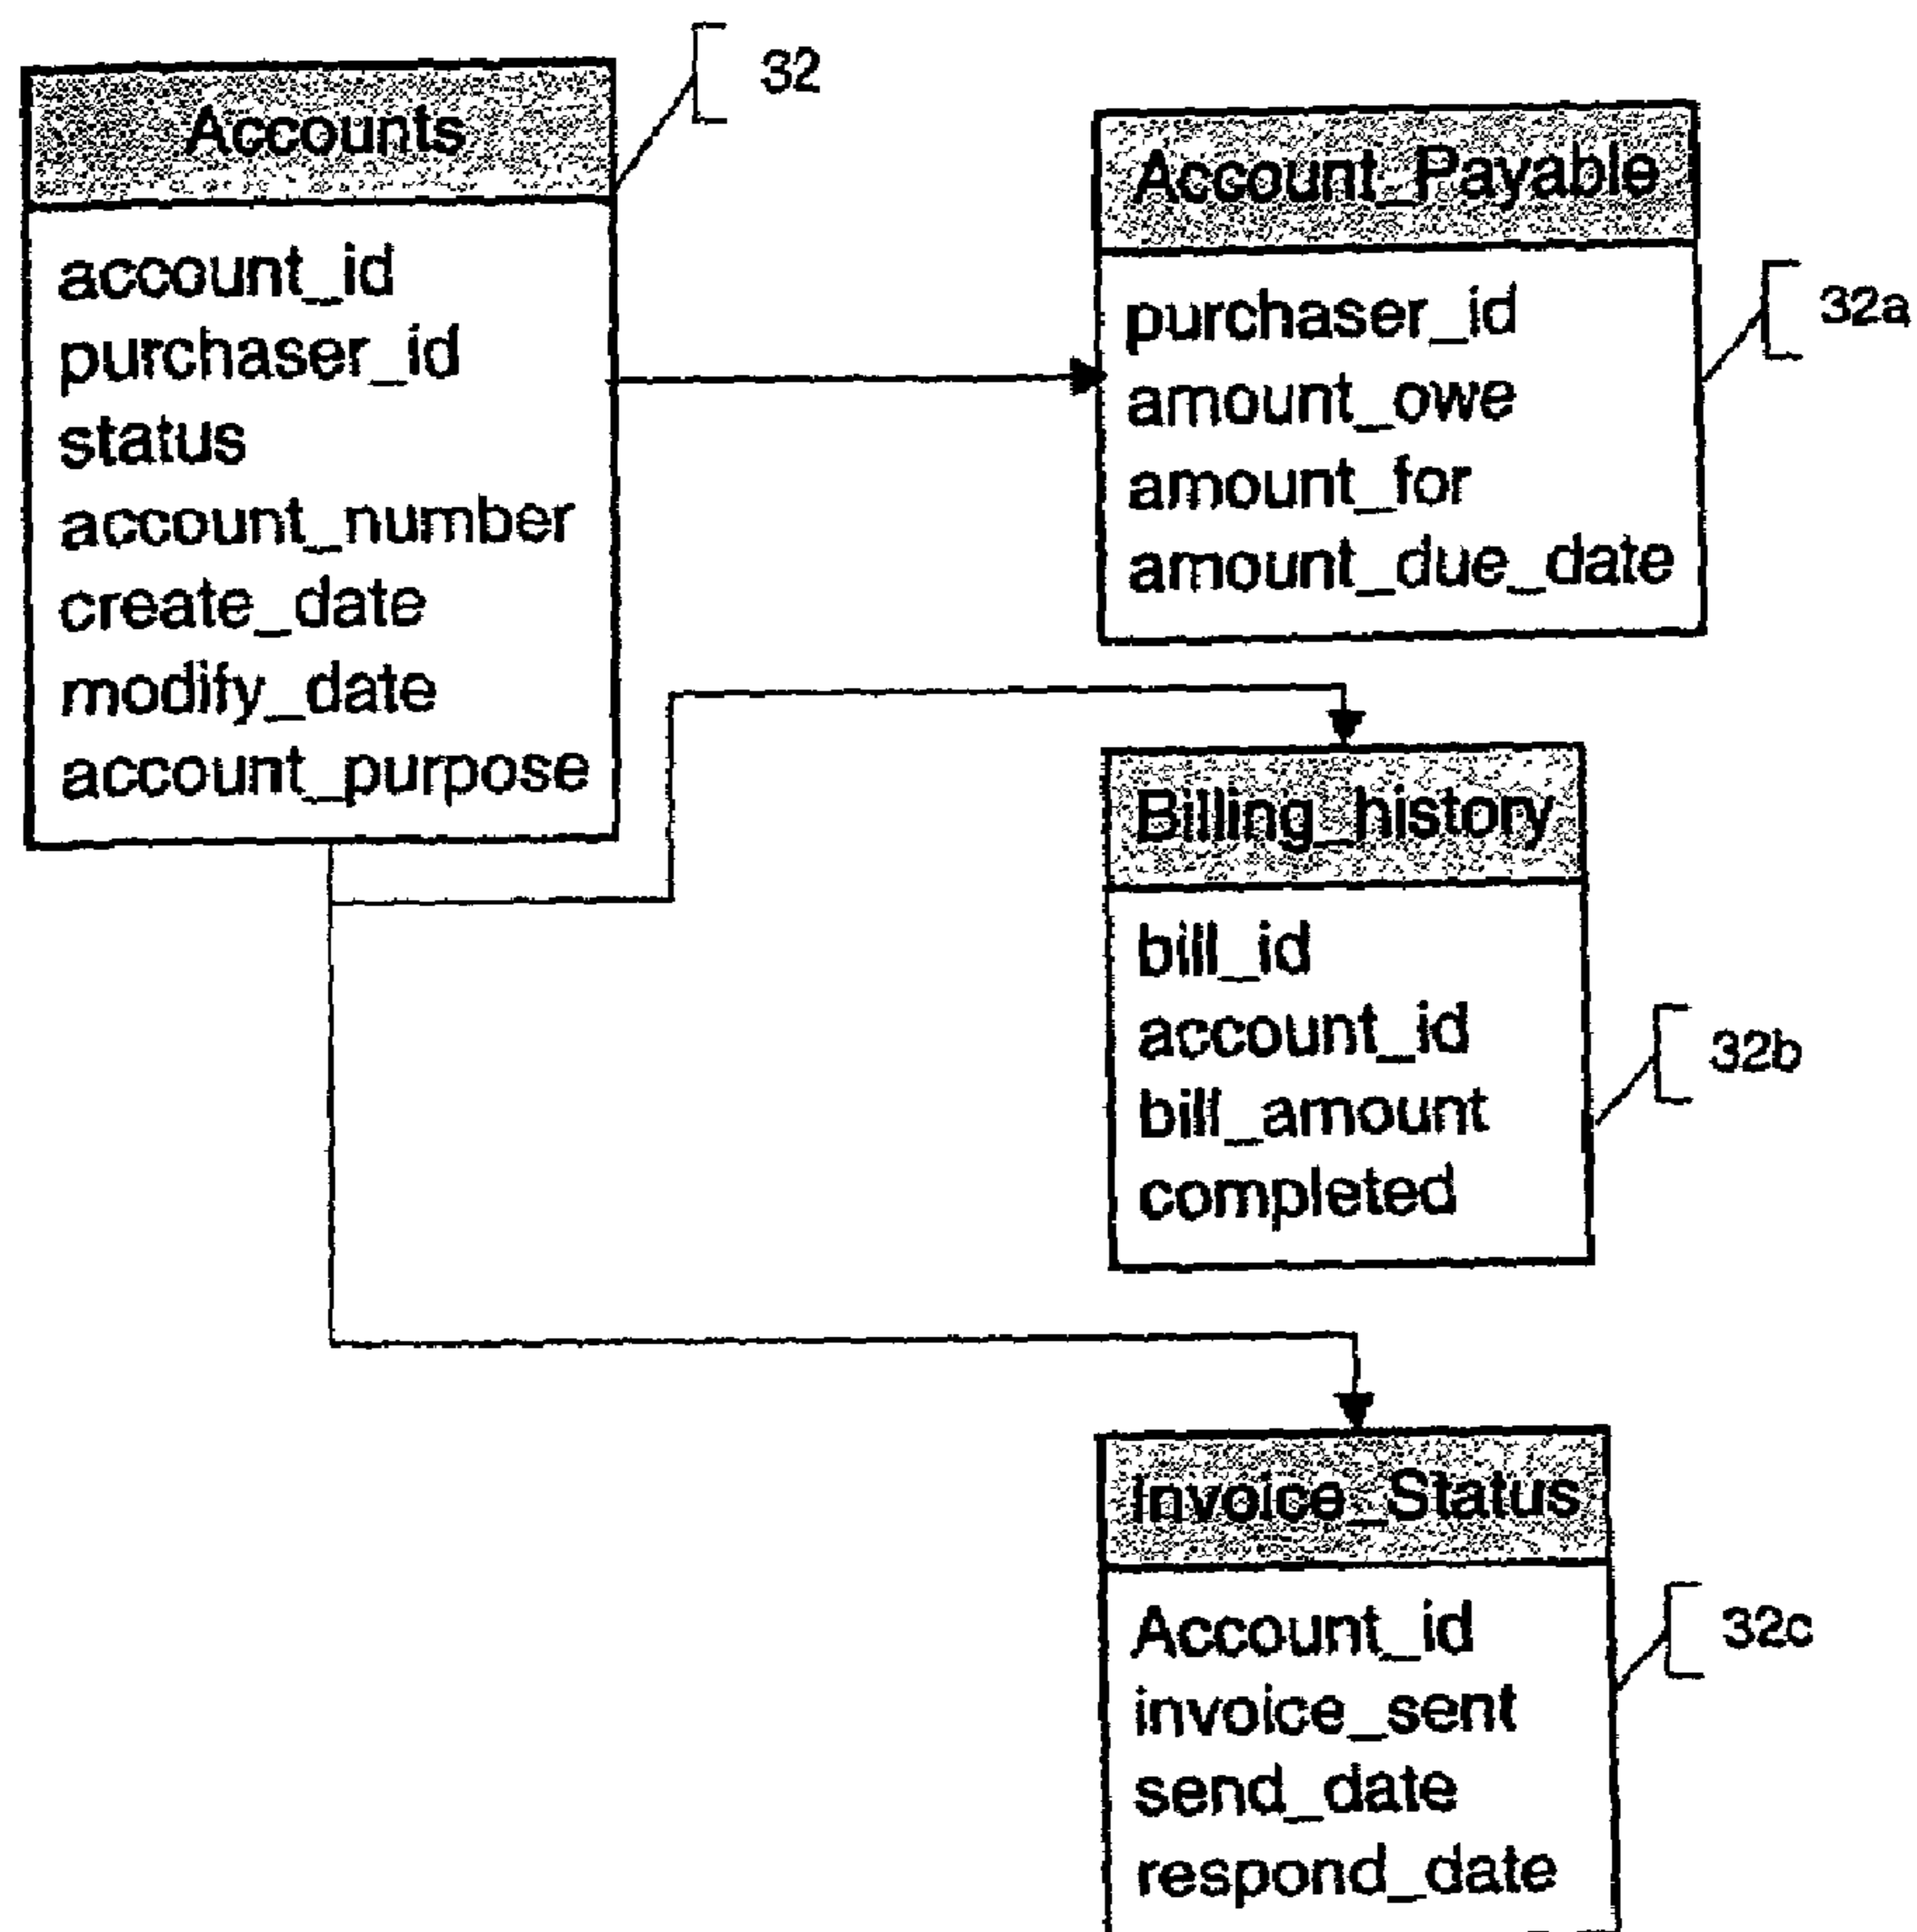 32
Accounts
account_id
purchaser_id
status
account_number
create_date
modify_date
account_purpose
Account_Payable
32a
purchaser_id
amount_owe
amount_for
amount_due_date
Billing_history
bill_id
account_id
32b
bill_amount
completed
Invoice_Status
Account_id
32c
invoice_sent
send_date
respond_date